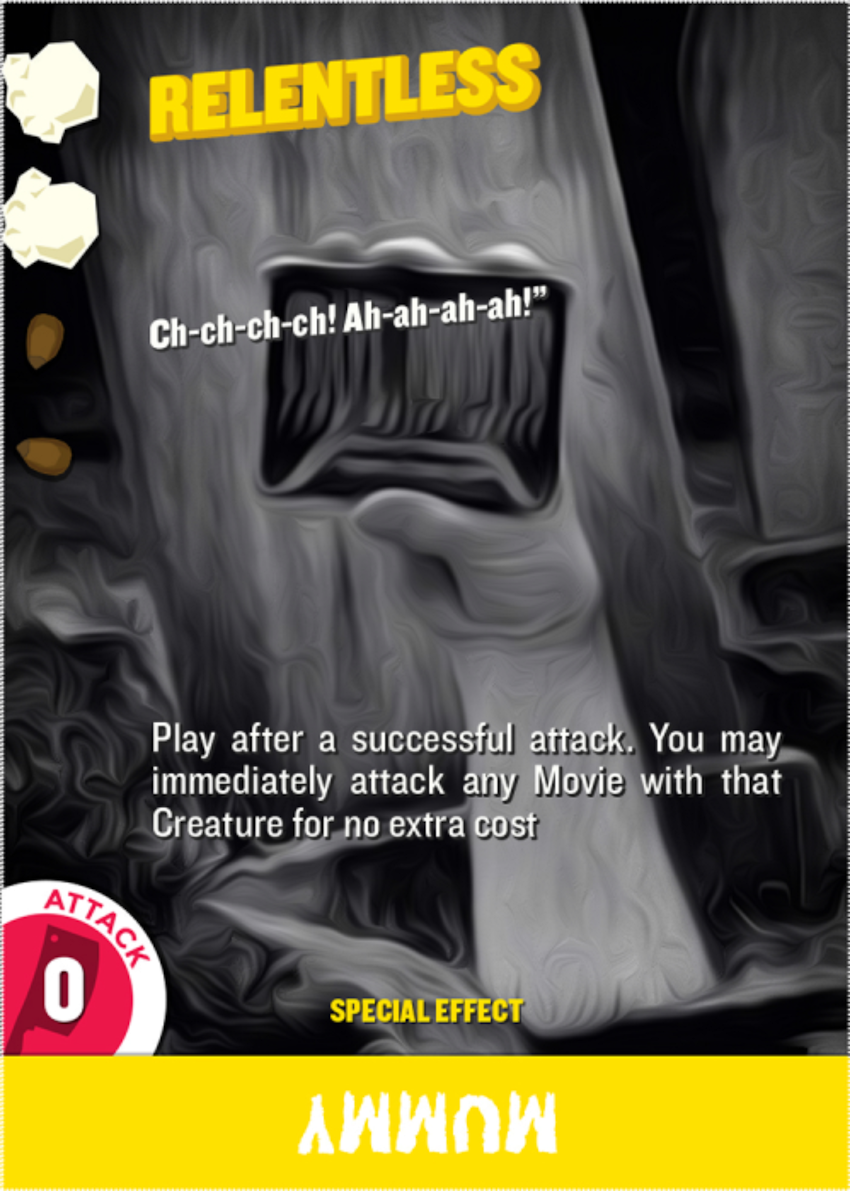 RELENTLESS
Ch-ch-ch-ch! Ah-ah-ah-ah!”
Play after a successful attack. You may
immediately attack any Movie with that
Creature for no extra cost
ATTACK
0
SPECIAL EFFECT
MUMMY